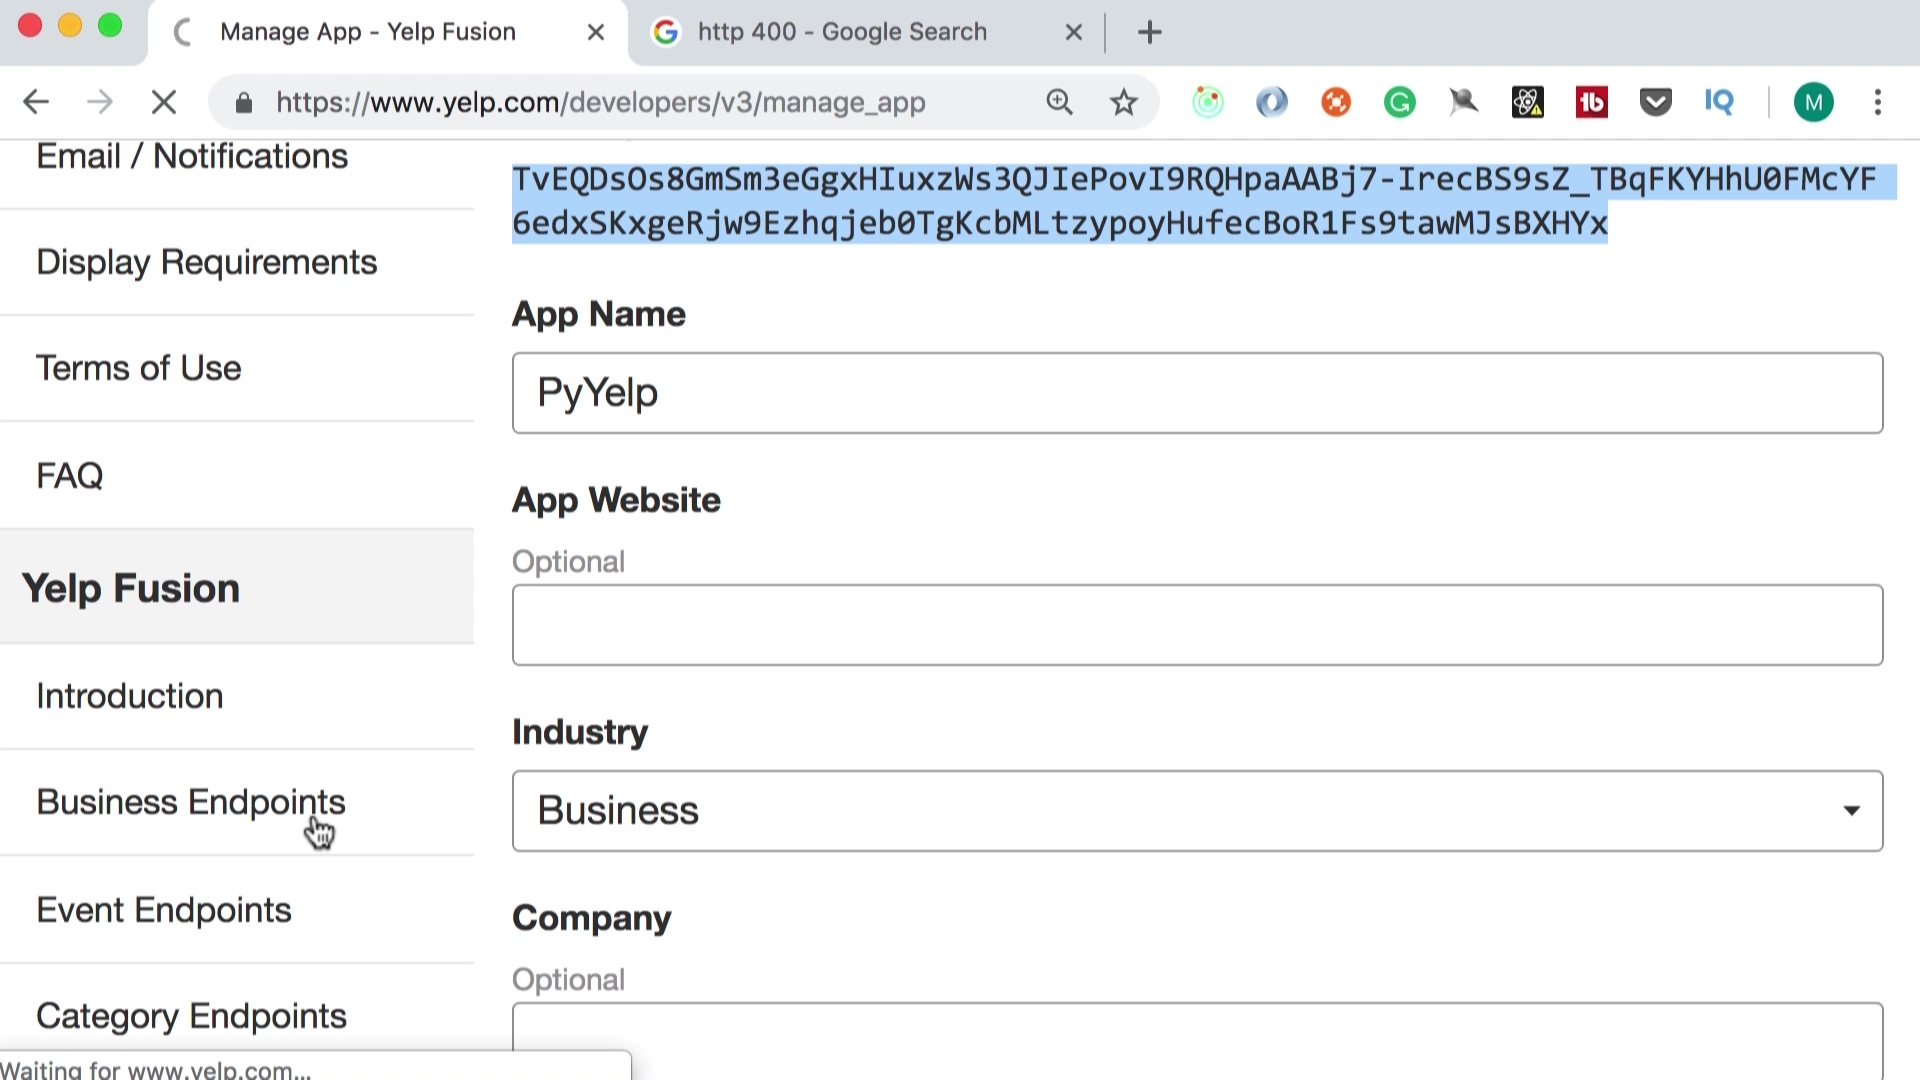 Manage App - Yelp Fusion
http 400 - Google Search
https://www.yelp.com/developers/v3/manage_app
M
IQ
Email / Notifications
Display Requirements
Terms of Use
FAQ
Yelp Fusion
Introduction
Business Endpoints
Event Endpoints
Category Endpoints
TvEQDsOs8GmSm3eGgxHIuxzWs3QJIePovI9RQHpaAABj7-IrecBS9sZ_TBqFKYHhU0FMcYF
6edxSKxgeRjw9Ezhqjeb0TgKcbMLtzypoyHufecBoR1Fs9tawMJsBXHYx
App Name
PyYelp
App Website
Optional
Industry
Business
Company
Optional
Waiting for www.yelp.com...